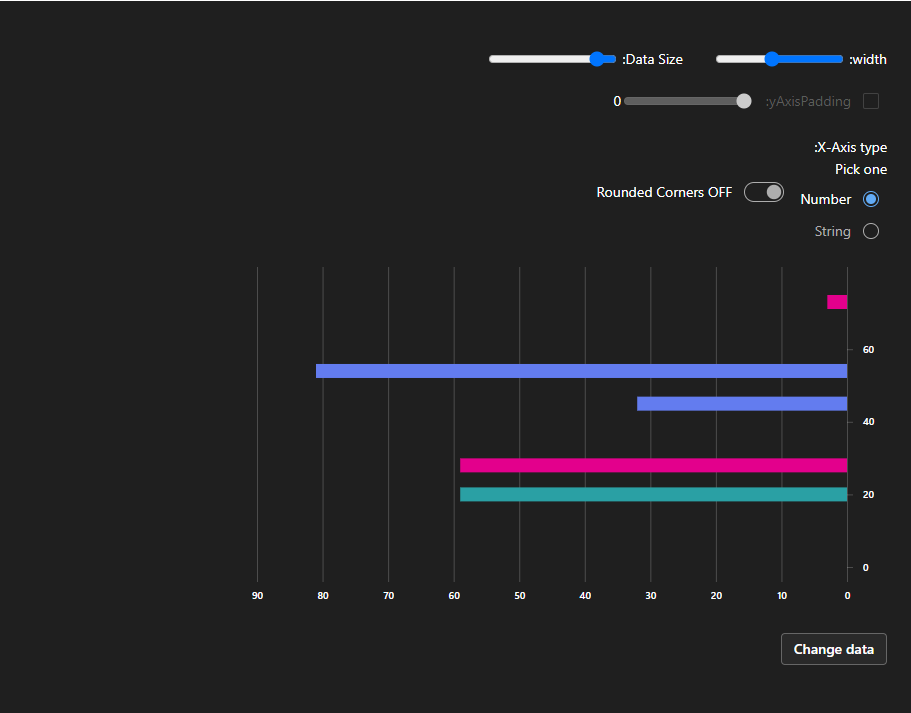 :width
:Data Size
:yAxisPadding
0
:X-Axis type
Pick one
Number
Rounded Corners OFF
String
60
40
20
0
90 80 70 60 50 40 30 20 10 0
Change data